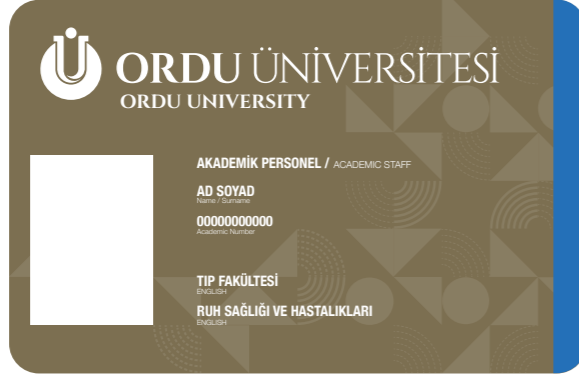 ORDU ÜNİVERSİTESİ
ORDU UNIVERSITY
AKADEMİK PERSONEL / ACADEMIC STAFF
AD SOYAD
Name / Surname
00000000000
Academic Number
TIP FAKÜLTESİ
ENGLISH
RUH SAĞLIĞI VE HASTALIKLARI
ENGLISH